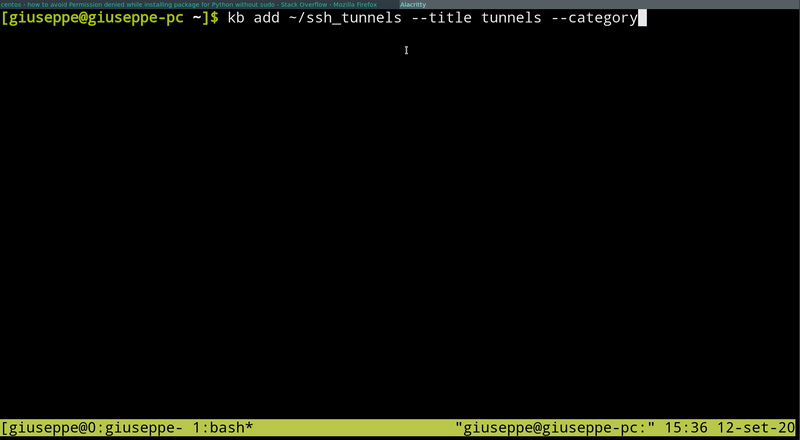 centos - how to avoid Permission denied while installing package for Python without sudo - Stack Overflow - Mozilla Firefox
Alacritty
[giuseppe@giuseppe-pc ~]$ kb add ~/ssh_tunnels --title tunnels --category
[giuseppe@0:giuseppe- 1:bash* "giuseppe@giuseppe-pc:" 15:36 12-set-20